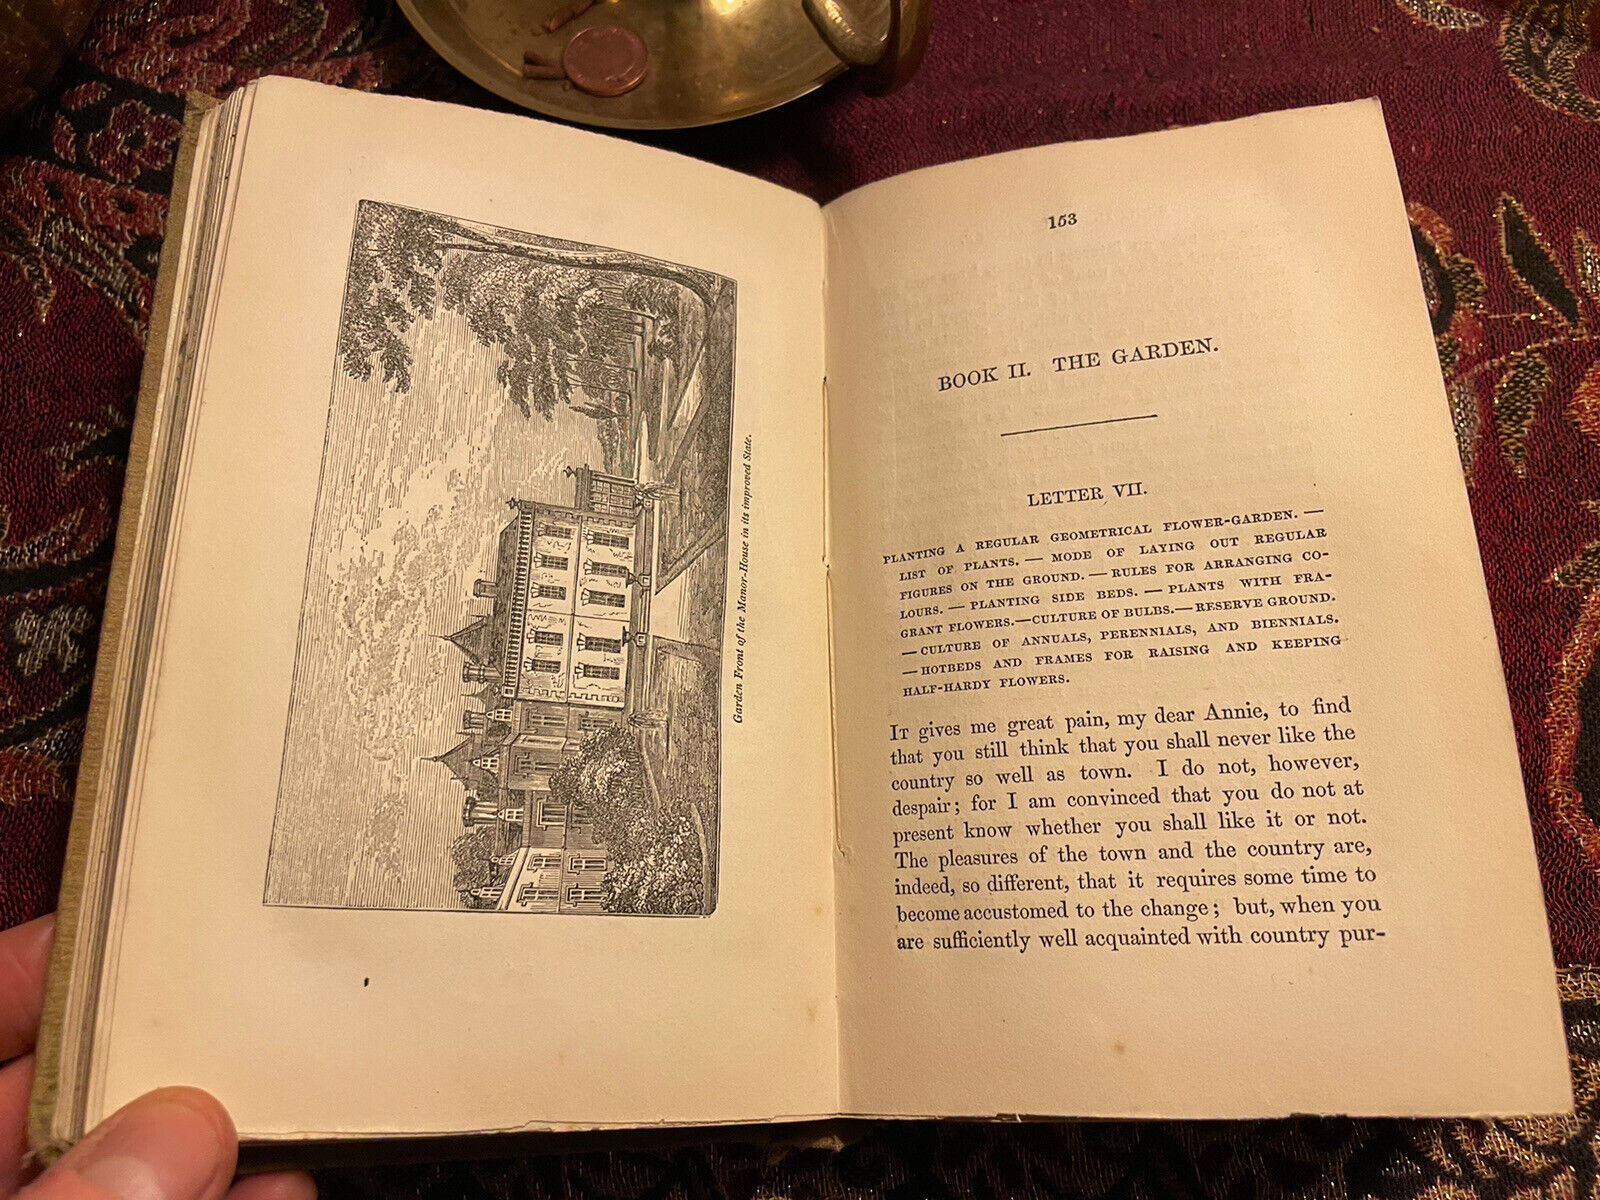 Garden Front of the Manor-House in its improved State.
153
BOOK II. THE GARDEN.
LETTER VII.
PLANTING A REGULAR GEOMETRICAL FLOWER-GARDEN. —
LIST OF PLANTS. — MODE OF LAYING OUT REGULAR
FIGURES ON THE GROUND. — RULES FOR ARRANGING CO-
LOURS. — PLANTING SIDE BEDS. — PLANTS WITH FRA-
GRANT FLOWERS.—CULTURE OF BULBS.—RESERVE GROUND.
— CULTURE OF ANNUALS, PERENNIALS, AND BIENNIALS.
— HOTBEDS AND FRAMES FOR RAISING AND KEEPING
HALF-HARDY FLOWERS.
IT gives me great pain, my dear Annie, to find
that you still think that you shall never like the
country so well as town. I do not, however,
despair; for I am convinced that you do not at
present know whether you shall like it or not.
The pleasures of the town and the country are,
indeed, so different, that it requires some time to
become accustomed to the change; but, when you
are sufficiently well acquainted with country pur-